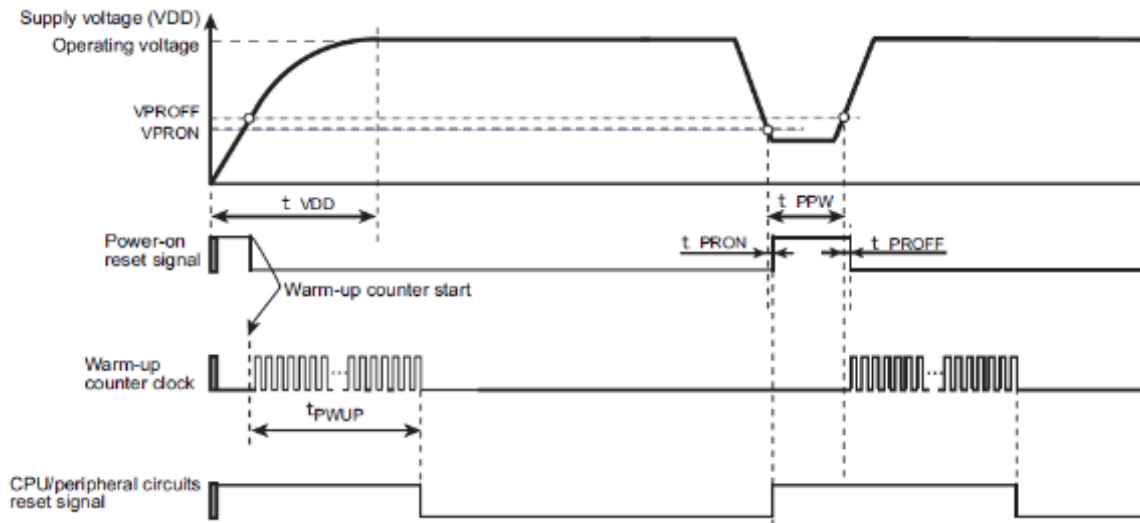 Supply voltage (VDD)
Operating voltage
VPROFF
VPRON
t VDD
t PPW
Power-on
reset signal
t PRON
t PROFF
Warm-up counter start
Warm-up
counter clock
tPWUP
CPU/peripheral circuits
reset signal